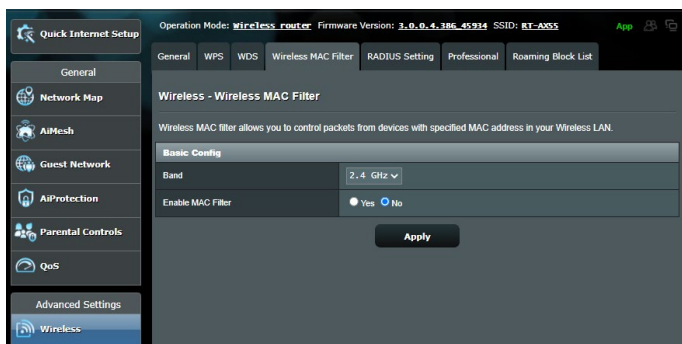 Quick Internet Setup
Operation Mode: Wireless router Firmware Version: 3.0.0.4.386_45934 SSID: RT-AX55
App
General WPS WDS Wireless MAC Filter RADIUS Setting Professional Roaming Block List
General
Network Map
AiMesh
Guest Network
AiProtection
Parental Controls
QoS
Advanced Settings
Wireless
Wireless - Wireless MAC Filter
Wireless MAC filter allows you to control packets from devices with specified MAC address in your Wireless LAN.
Basic Config
Band 2.4 GHz
Enable MAC Filter Yes No
Apply